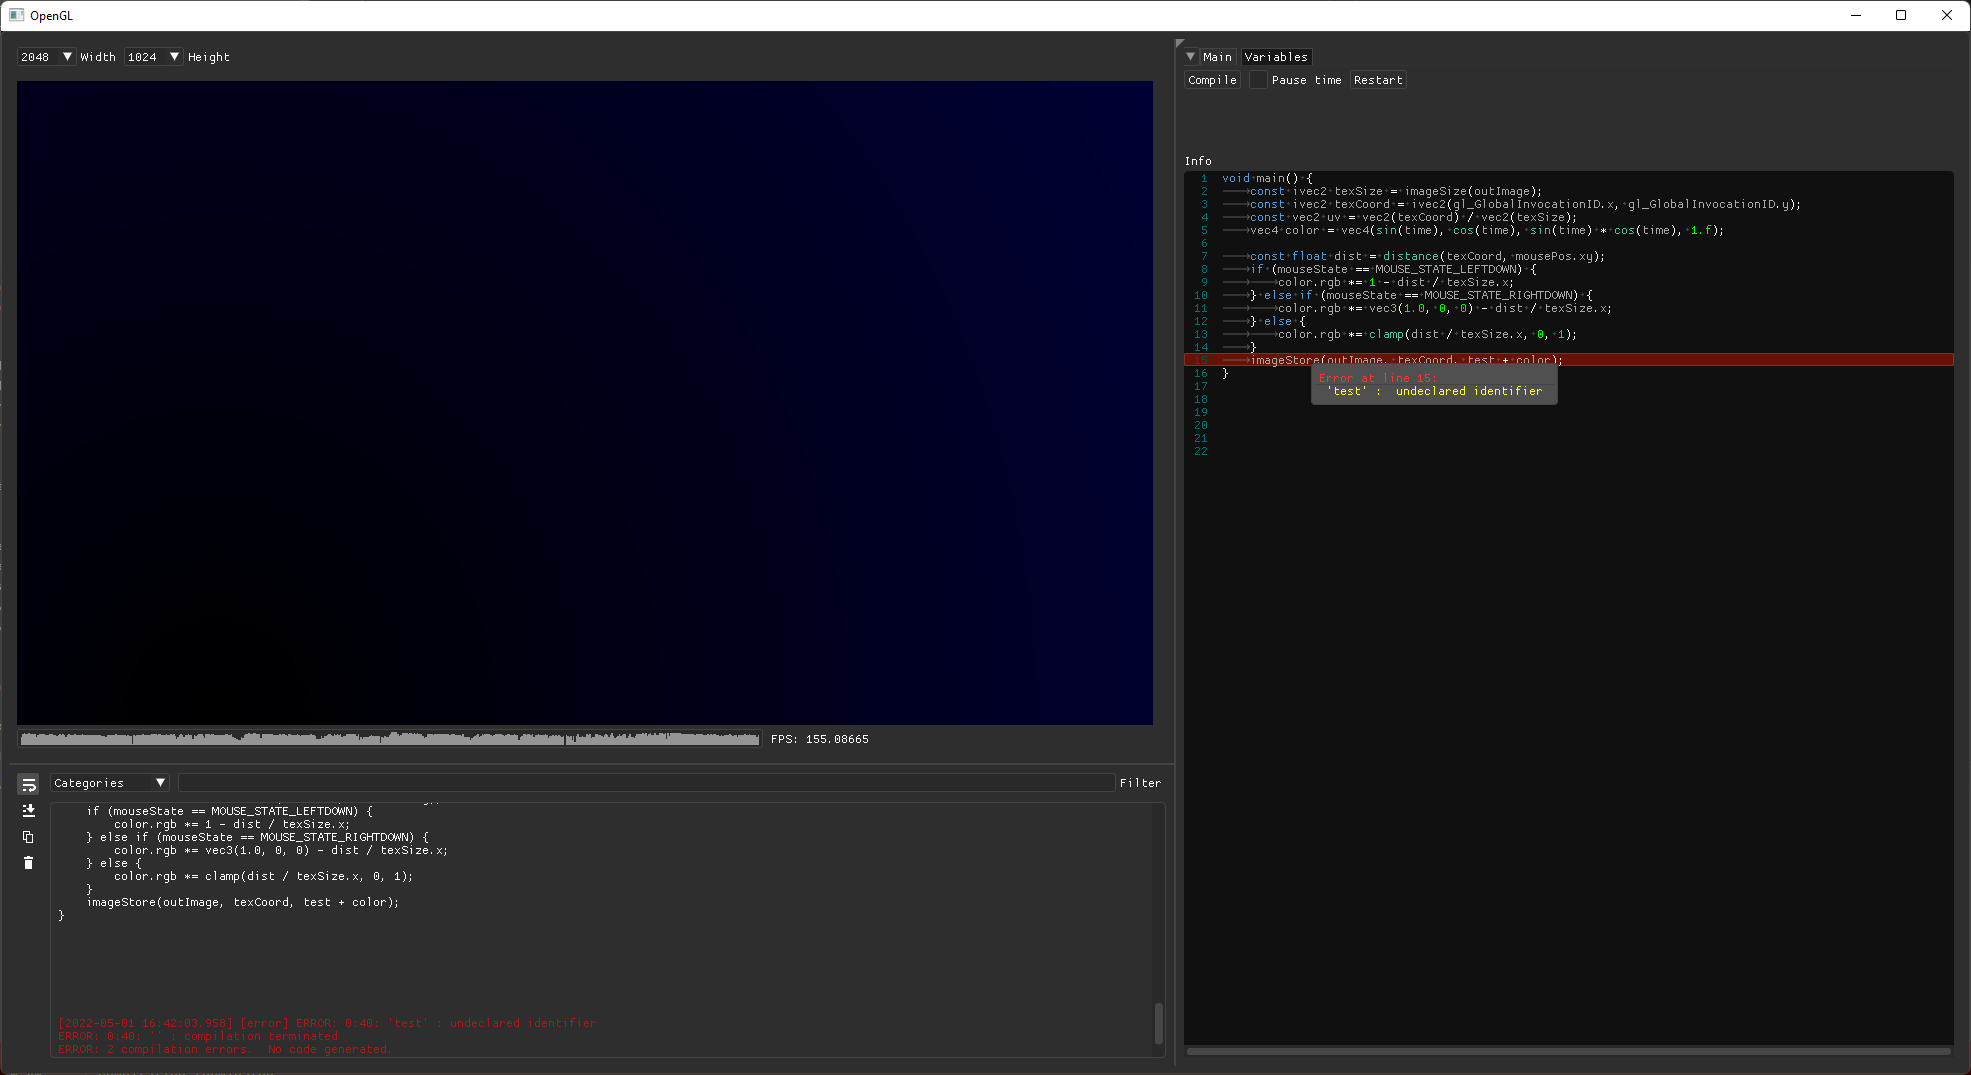 OpenGL
2048 Width 1024 Height
Main Variables
Compile Pause time Restart
Info
1 void main() {
2 const ivec2 texSize = imageSize(outImage);
3 const ivec2 texCoord = ivec2(gl_GlobalInvocationID.x, gl_GlobalInvocationID.y);
4 const vec2 uv = vec2(texCoord) / vec2(texSize);
5 vec4 color = vec4(sin(time), cos(time), sin(time) * cos(time), 1.f);
6
7 const float dist = distance(texCoord, mousePos.xy);
8 if (mouseState == MOUSE_STATE_LEFTDOWN) {
9 color.rgb *= 1 - dist / texSize.x;
10 } else if (mouseState == MOUSE_STATE_RIGHTDOWN) {
11 color.rgb *= vec3(1.0, 0, 0) - dist / texSize.x;
12 } else {
13 color.rgb *= clamp(dist / texSize.x, 0, 1);
14 }
15 imageStore(outImage, texCoord, test + color);
16 }
17
18
19
20
21
22
Error at line 15:
'test' : undeclared identifier
FPS: 155.08665
Categories Filter
if (mouseState == MOUSE_STATE_LEFTDOWN) {
color.rgb *= 1 - dist / texSize.x;
} else if (mouseState == MOUSE_STATE_RIGHTDOWN) {
color.rgb *= vec3(1.0, 0, 0) - dist / texSize.x;
} else {
color.rgb *= clamp(dist / texSize.x, 0, 1);
}
imageStore(outImage, texCoord, test + color);
}
[2022-05-01 16:42:03.958] [error] ERROR: 0:40: 'test' : undeclared identifier
ERROR: 0:40: '' : compilation terminated
ERROR: 2 compilation errors. No code generated.